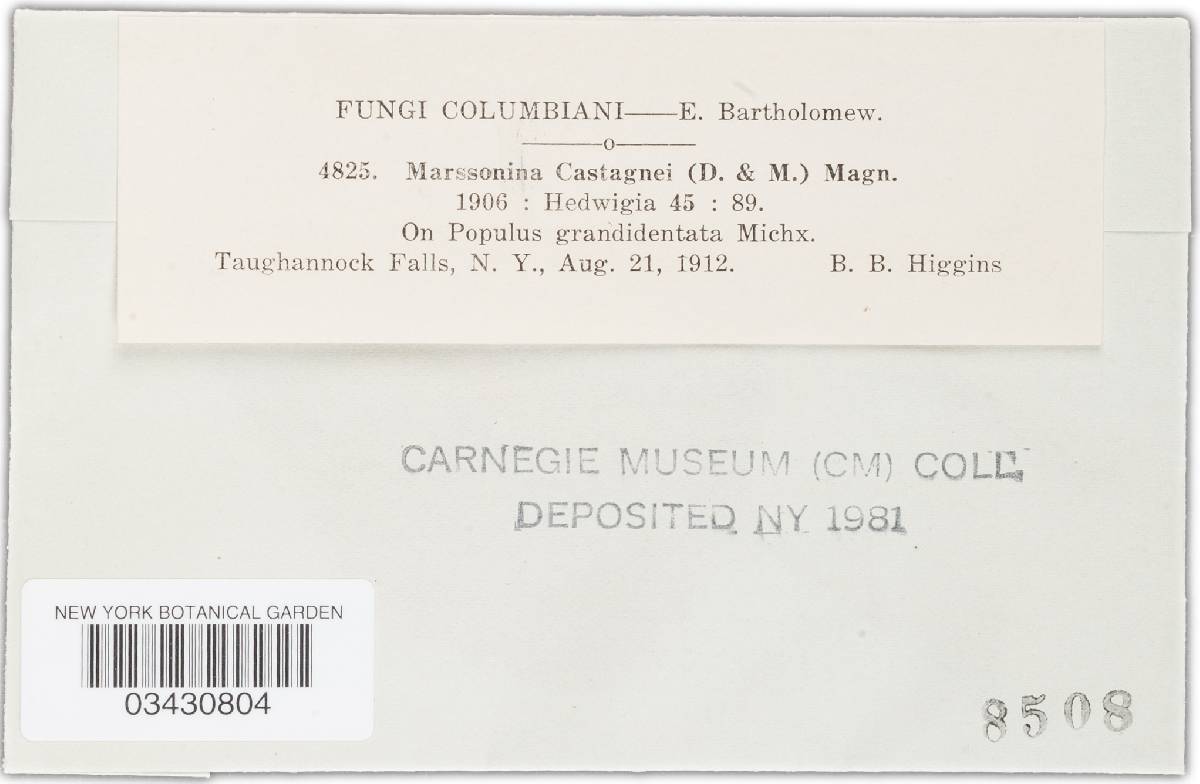 FUNGI COLUMBIANI——E. Bartholomew.
———o———
4825. Marssonina Castagnei (D. & M.) Magn.
1906 : Hedwigia 45 : 89.
On Populus grandidentata Michx.
Taughannock Falls, N. Y., Aug. 21, 1912. B. B. Higgins
CARNEGIE MUSEUM (CM) COLL.
DEPOSITED NY 1981
NEW YORK BOTANICAL GARDEN
03430804
8508